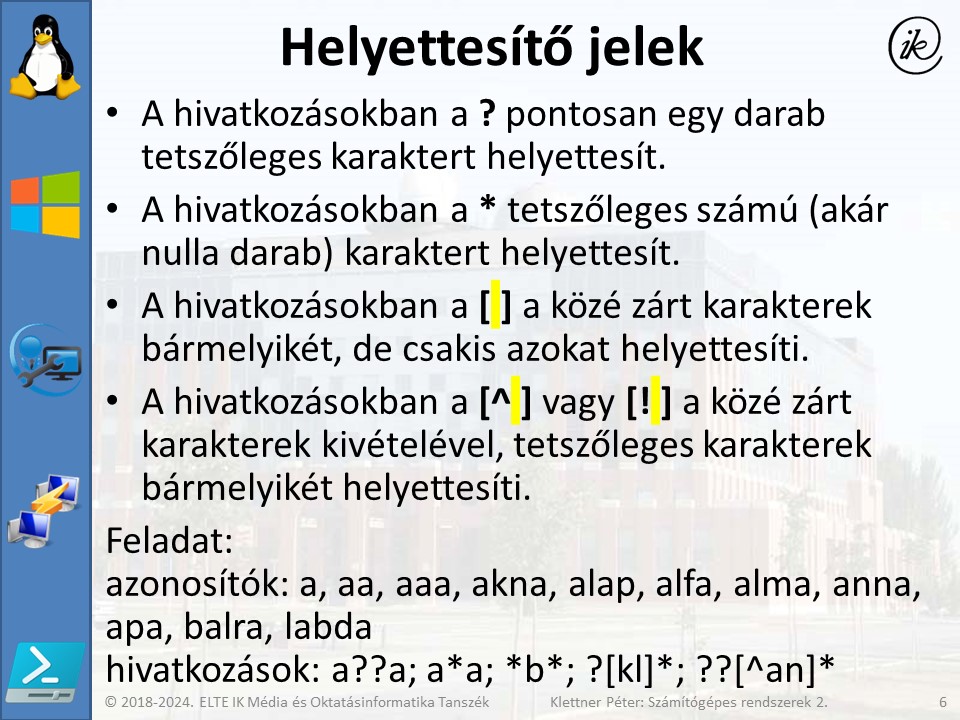 Helyettesítő jelek
ik
• A hivatkozásokban a ? pontosan egy darab
tetszőleges karaktert helyettesít.
• A hivatkozásokban a * tetszőleges számú (akár
nulla darab) karaktert helyettesít.
• A hivatkozásokban a [ ] a közé zárt karakterek
bármelyikét, de csakis azokat helyettesíti.
• A hivatkozásokban a [^ ] vagy [! ] a közé zárt
karakterek kivételével, tetszőleges karakterek
bármelyikét helyettesíti.
Feladat:
azonosítók: a, aa, aaa, akna, alap, alfa, alma, anna,
apa, balra, labda
hivatkozások: a??a; a*a; *b*; ?[kl]*; ??[^an]*
© 2018-2024. ELTE IK Média és Oktatásinformatika Tanszék Klettner Péter: Számítógépes rendszerek 2. 6